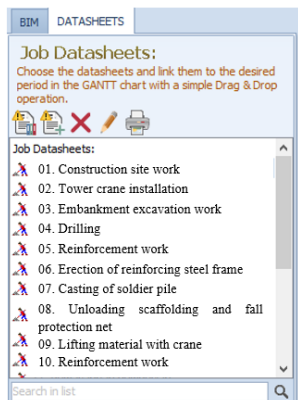 BIM DATASHEETS
Job Datasheets:
Choose the datasheets and link them to the desired
period in the GANTT chart with a simple Drag & Drop
operation.
Job Datasheets:
01. Construction site work
02. Tower crane installation
03. Embankment excavation work
04. Drilling
05. Reinforcement work
06. Erection of reinforcing steel frame
07. Casting of soldier pile
08. Unloading scaffolding and fall
protection net
09. Lifting material with crane
10. Reinforcement work
Search in list